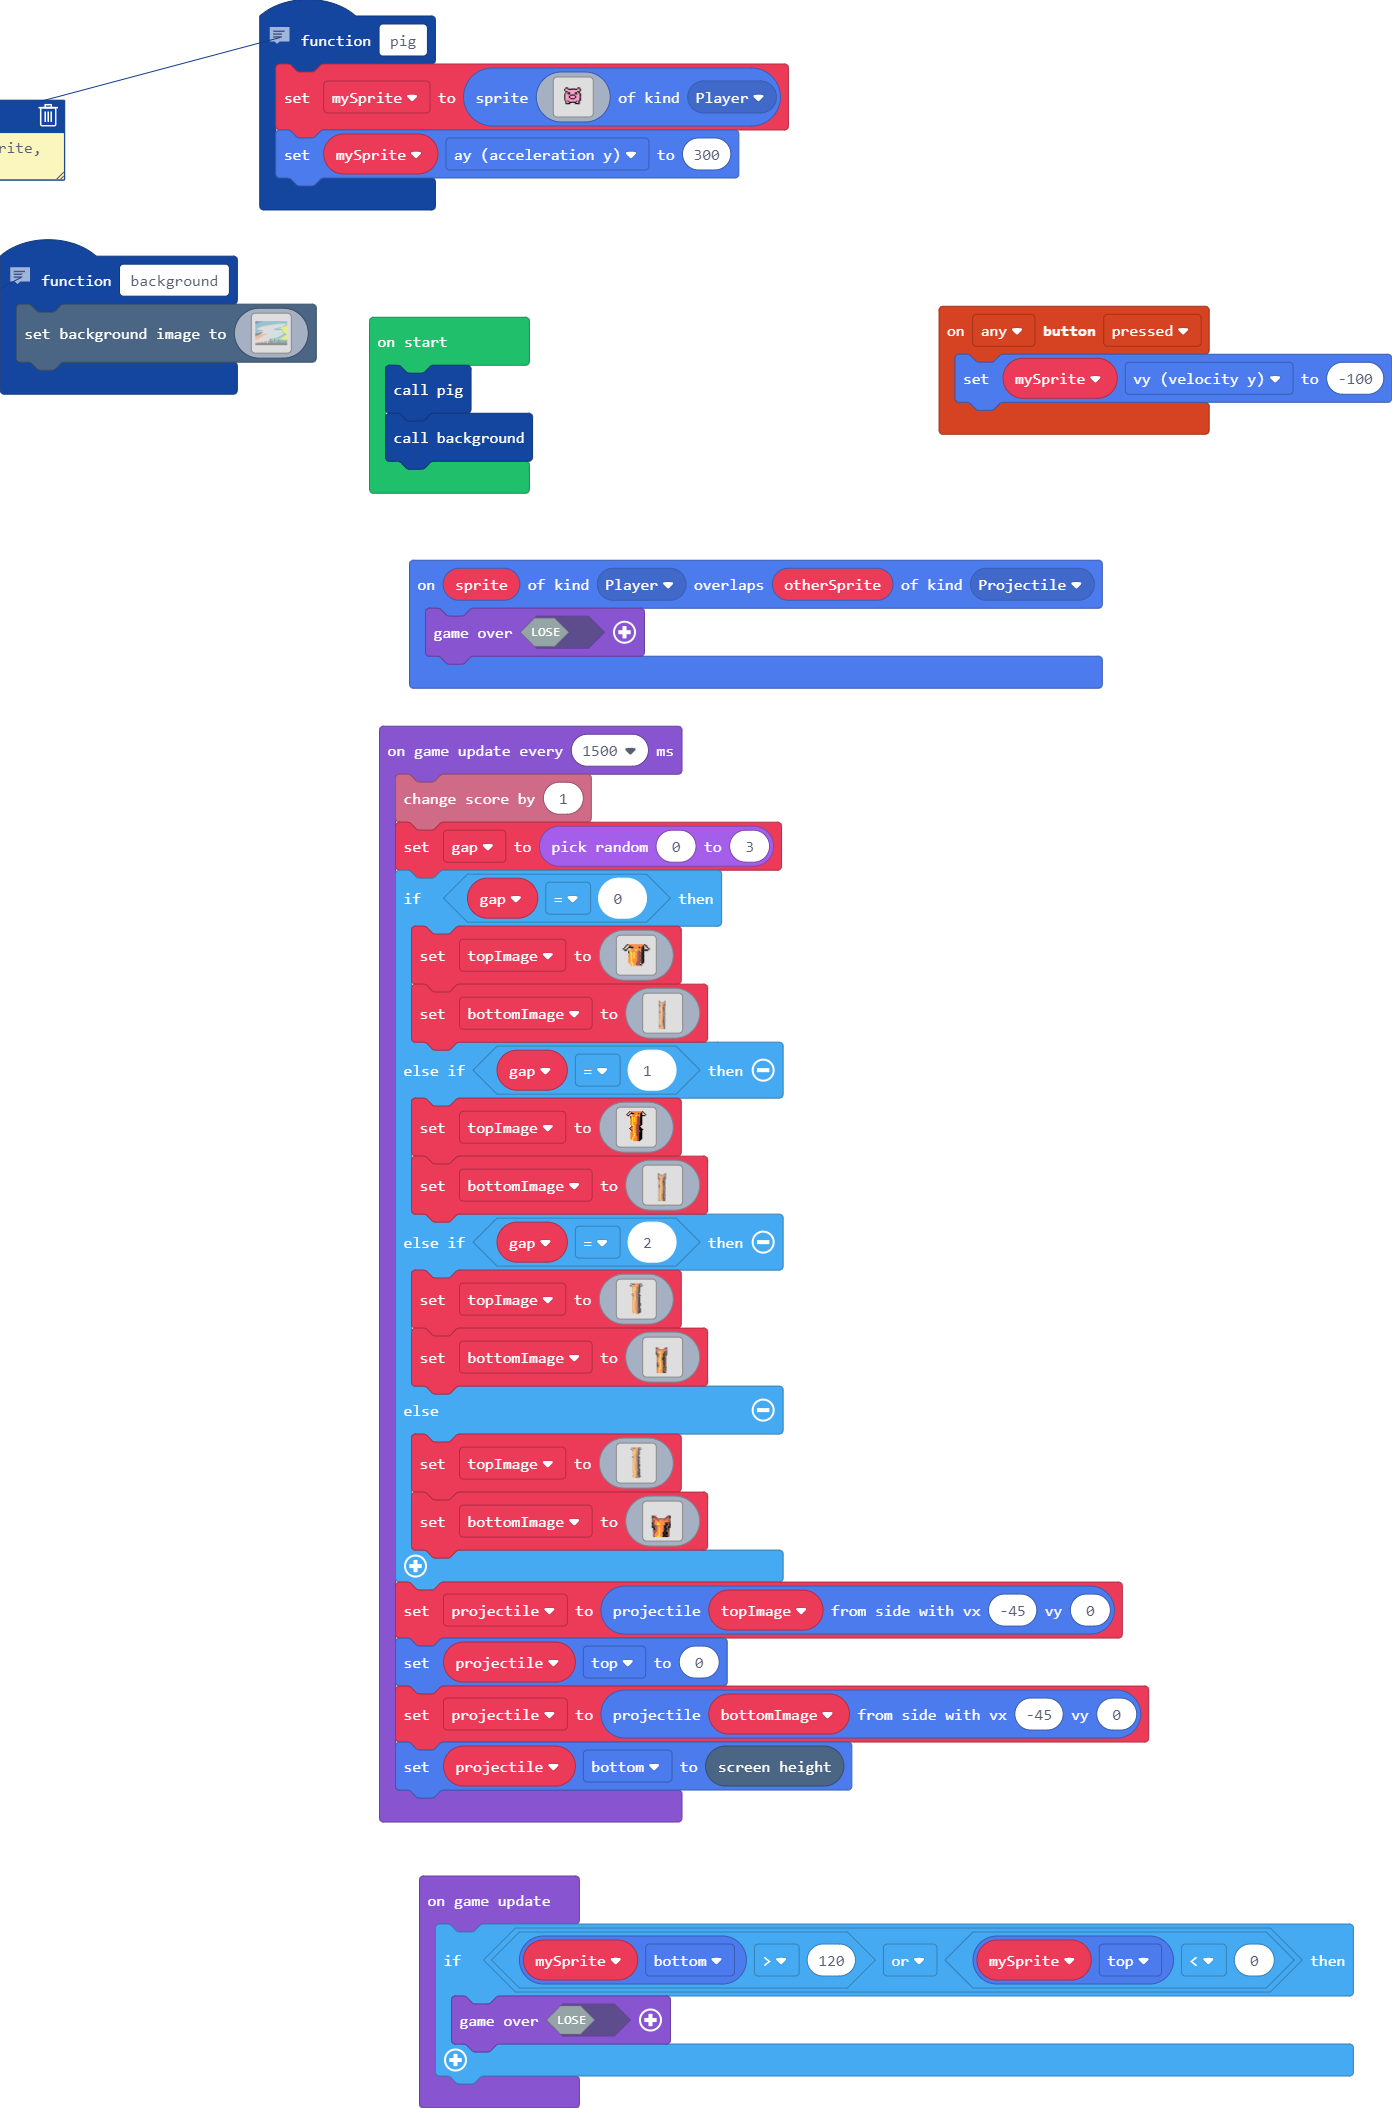 function pig
set mySprite to sprite of kind Player
set mySprite ay (acceleration y) to 300
rite,
function background
set background image to
on start
call pig
call background
on any button pressed
set mySprite vy (velocity y) to -100
on sprite of kind Player overlaps otherSprite of kind Projectile
game over LOSE
on game update every 1500 ms
change score by 1
set gap to pick random 0 to 3
if gap = 0 then
set topImage to
set bottomImage to
else if gap = 1 then
set topImage to
set bottomImage to
else if gap = 2 then
set topImage to
set bottomImage to
else
set topImage to
set bottomImage to
set projectile to projectile topImage from side with vx -45 vy 0
set projectile top to 0
set projectile to projectile bottomImage from side with vx -45 vy 0
set projectile bottom to screen height
on game update
if mySprite bottom > 120 or mySprite top < 0 then
game over LOSE